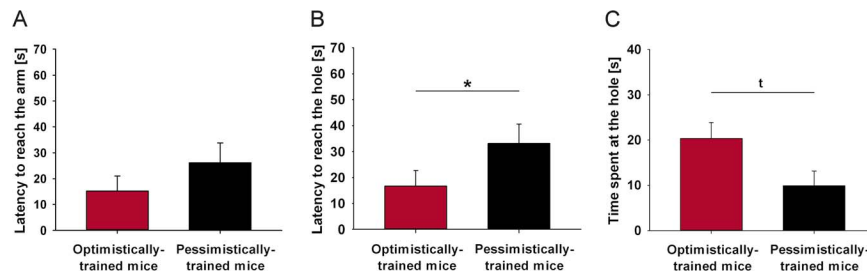 A
Latency to reach the arm [s]
70
60
50
40
30
20
10
0
Optimistically-
trained mice
Pessimistically-
trained mice
B
Latency to reach the hole [s]
70
60
50
40
30
20
10
0
*
Optimistically-
trained mice
Pessimistically-
trained mice
C
Time spent at the hole [s]
40
30
20
10
0
t
Optimistically-
trained mice
Pessimistically-
trained mice